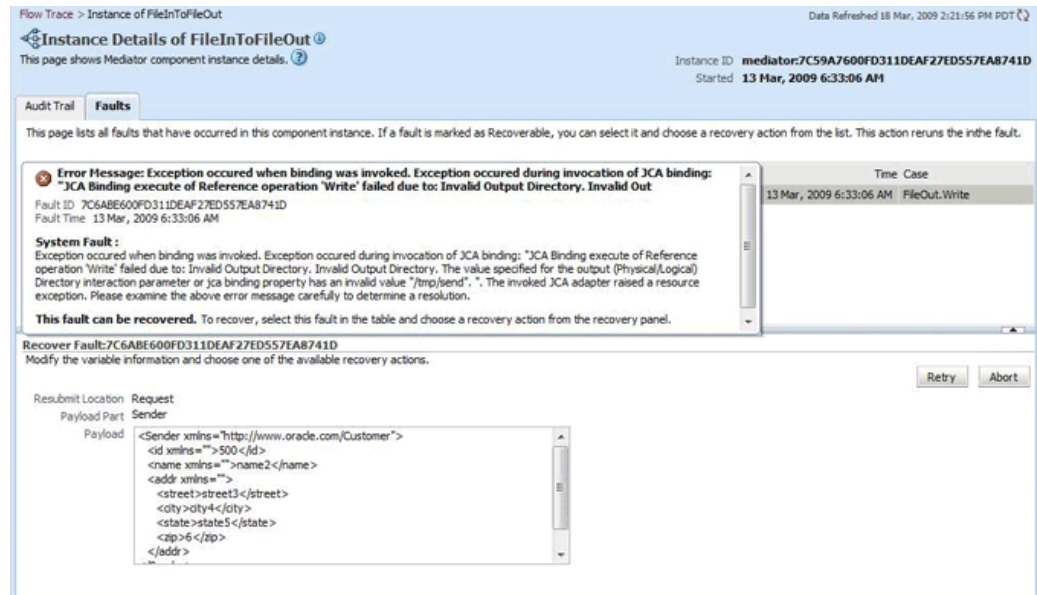 Flow Trace > Instance of FileInToFileOut
Data Refreshed 18 Mar, 2009 2:21:56 PM PDT
Instance Details of FileInToFileOut
This page shows Mediator component instance details.
Instance ID mediator:7C59A7600FD311DEAF27ED557EA8741D
Started 13 Mar, 2009 6:33:06 AM
Audit Trail Faults
This page lists all faults that have occurred in this component instance. If a fault is marked as Recoverable, you can select it and choose a recovery action from the list. This action reruns the inthe fault.
Error Message: Exception occured when binding was invoked. Exception occured during invocation of JCA binding:
"JCA Binding execute of Reference operation 'Write' failed due to: Invalid Output Directory. Invalid Out
Fault ID 7C6ABE600FD311DEAF27ED557EA8741D
Fault Time 13 Mar, 2009 6:33:06 AM
System Fault :
Exception occured when binding was invoked. Exception occured during invocation of JCA binding: "JCA Binding execute of Reference
operation 'Write' failed due to: Invalid Output Directory. Invalid Output Directory. The value specified for the output (Physical/Logical)
Directory interaction parameter or jca binding property has an invalid value "/tmp/send". ". The invoked JCA adapter raised a resource
exception. Please examine the above error message carefully to determine a resolution.
This fault can be recovered. To recover, select this fault in the table and choose a recovery action from the recovery panel.
Time Case
13 Mar, 2009 6:33:06 AM FileOut.Write
Recover Fault:7C6ABE600FD311DEAF27ED557EA8741D
Modify the variable information and choose one of the available recovery actions.
Retry Abort
Resubmit Location Request
Payload Part Sender
Payload <Sender xmlns="http://www.oracle.com/Customer">
<id xmlns="">500</id>
<name xmlns="">name2</name>
<addr xmlns="">
<street>street3</street>
<city>city4</city>
<state>state5</state>
<zip>6</zip>
</addr>